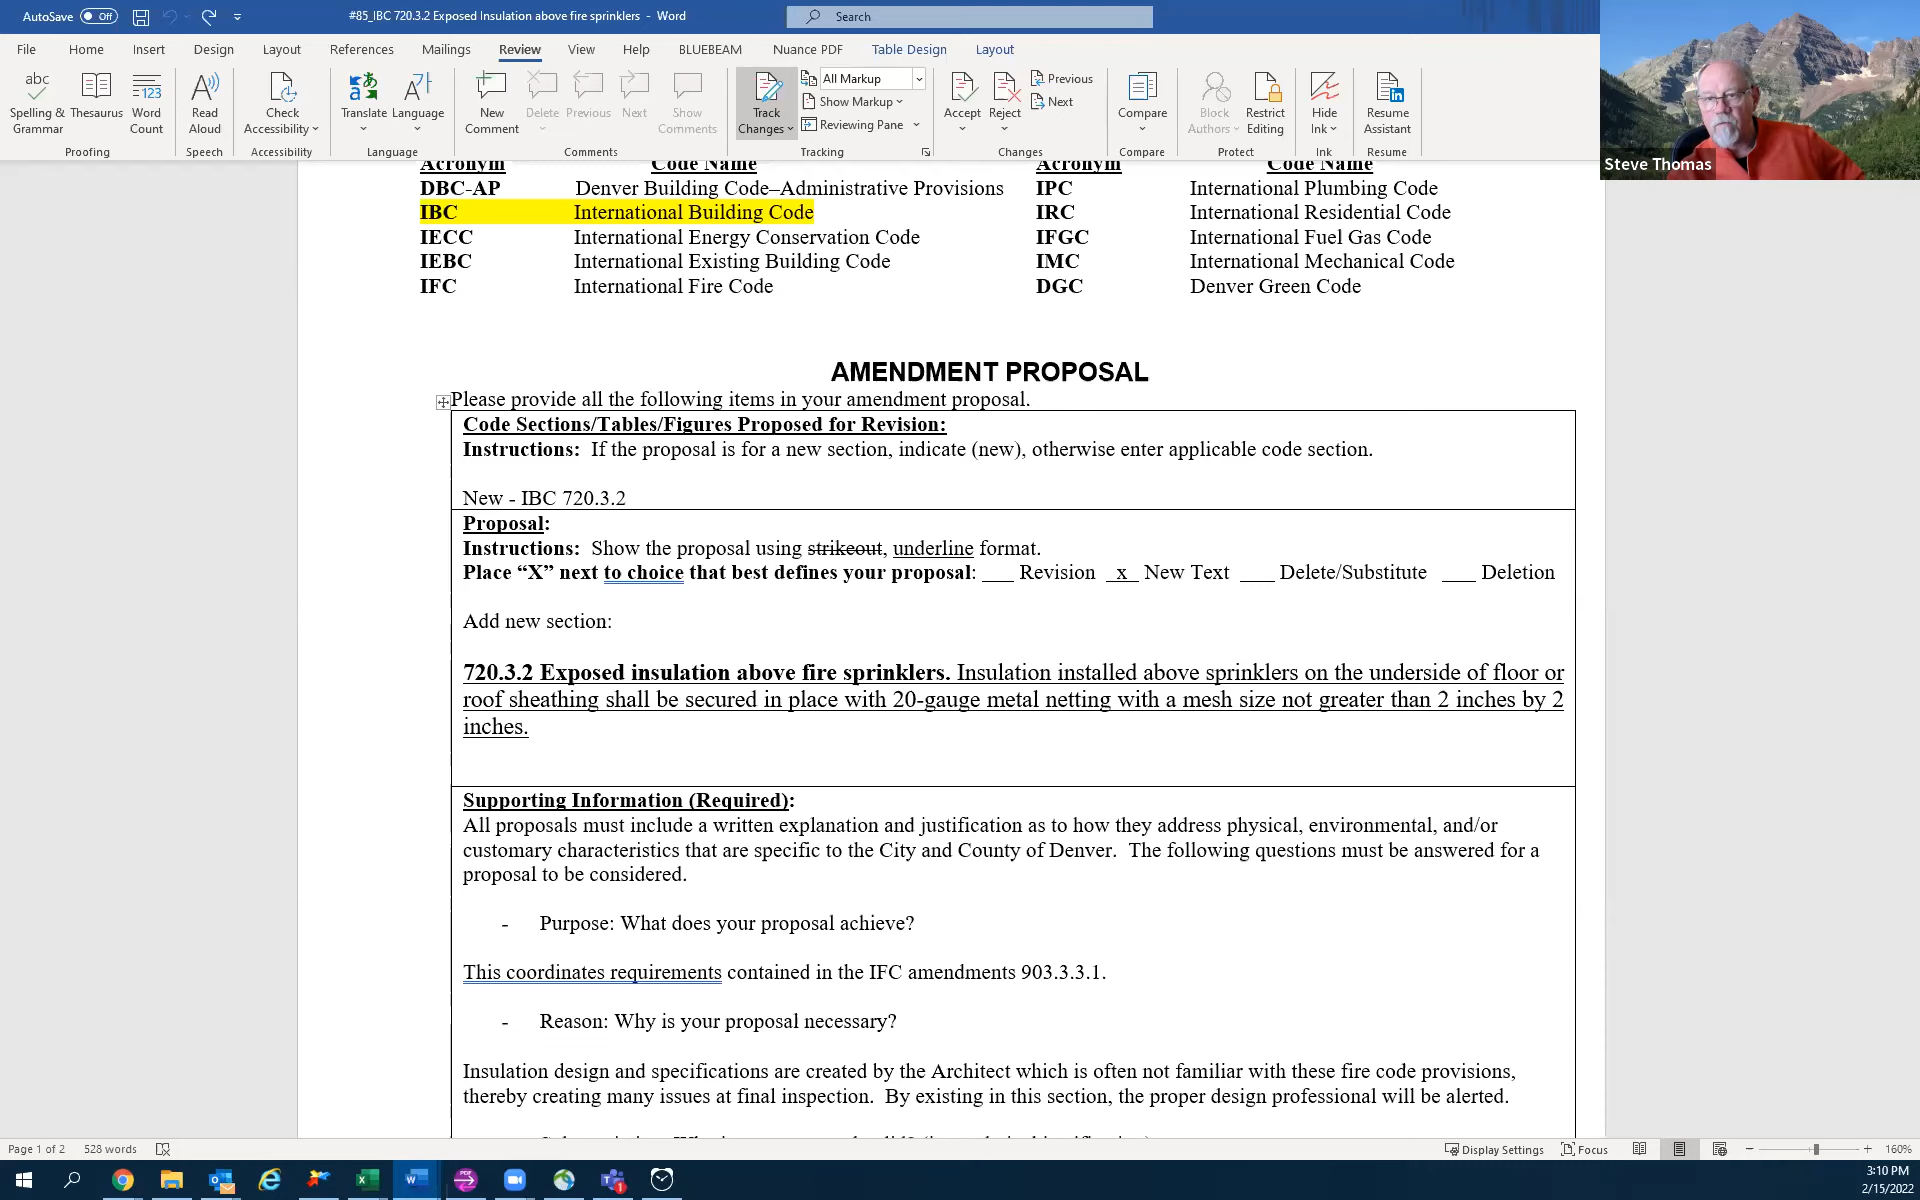 AutoSave Off #85_IBC 720.3.2 Exposed Insulation above fire sprinklers - Word Search
File Home Insert Design Layout References Mailings Review View Help BLUEBEAM Nuance PDF Table Design Layout
abc
Spelling & Grammar
Thesaurus
123
Word Count
Proofing
Read Aloud
Speech
Check Accessibility
Accessibility
Translate
Language
Language
New Comment
Delete
Previous
Next
Show Comments
Comments
Track Changes
All Markup
Show Markup
Reviewing Pane
Tracking
Accept
Reject
Previous
Next
Changes
Compare
Compare
Block Authors
Restrict Editing
Protect
Hide Ink
Ink
Resume Assistant
Resume
Steve Thomas
Acronym Code Name Acronym Code Name
DBC-AP Denver Building Code–Administrative Provisions IPC International Plumbing Code
IBC International Building Code IRC International Residential Code
IECC International Energy Conservation Code IFGC International Fuel Gas Code
IEBC International Existing Building Code IMC International Mechanical Code
IFC International Fire Code DGC Denver Green Code
AMENDMENT PROPOSAL
Please provide all the following items in your amendment proposal.
Code Sections/Tables/Figures Proposed for Revision:
Instructions: If the proposal is for a new section, indicate (new), otherwise enter applicable code section.
New - IBC 720.3.2
Proposal:
Instructions: Show the proposal using strikeout, underline format.
Place “X” next to choice that best defines your proposal: ___ Revision _x_ New Text ___ Delete/Substitute ___ Deletion
Add new section:
720.3.2 Exposed insulation above fire sprinklers. Insulation installed above sprinklers on the underside of floor or
roof sheathing shall be secured in place with 20-gauge metal netting with a mesh size not greater than 2 inches by 2
inches.
Supporting Information (Required):
All proposals must include a written explanation and justification as to how they address physical, environmental, and/or
customary characteristics that are specific to the City and County of Denver. The following questions must be answered for a
proposal to be considered.
- Purpose: What does your proposal achieve?
This coordinates requirements contained in the IFC amendments 903.3.3.1.
- Reason: Why is your proposal necessary?
Insulation design and specifications are created by the Architect which is often not familiar with these fire code provisions,
thereby creating many issues at final inspection. By existing in this section, the proper design professional will be alerted.
Page 1 of 2 528 words Display Settings Focus 160%
3:10 PM
2/15/2022